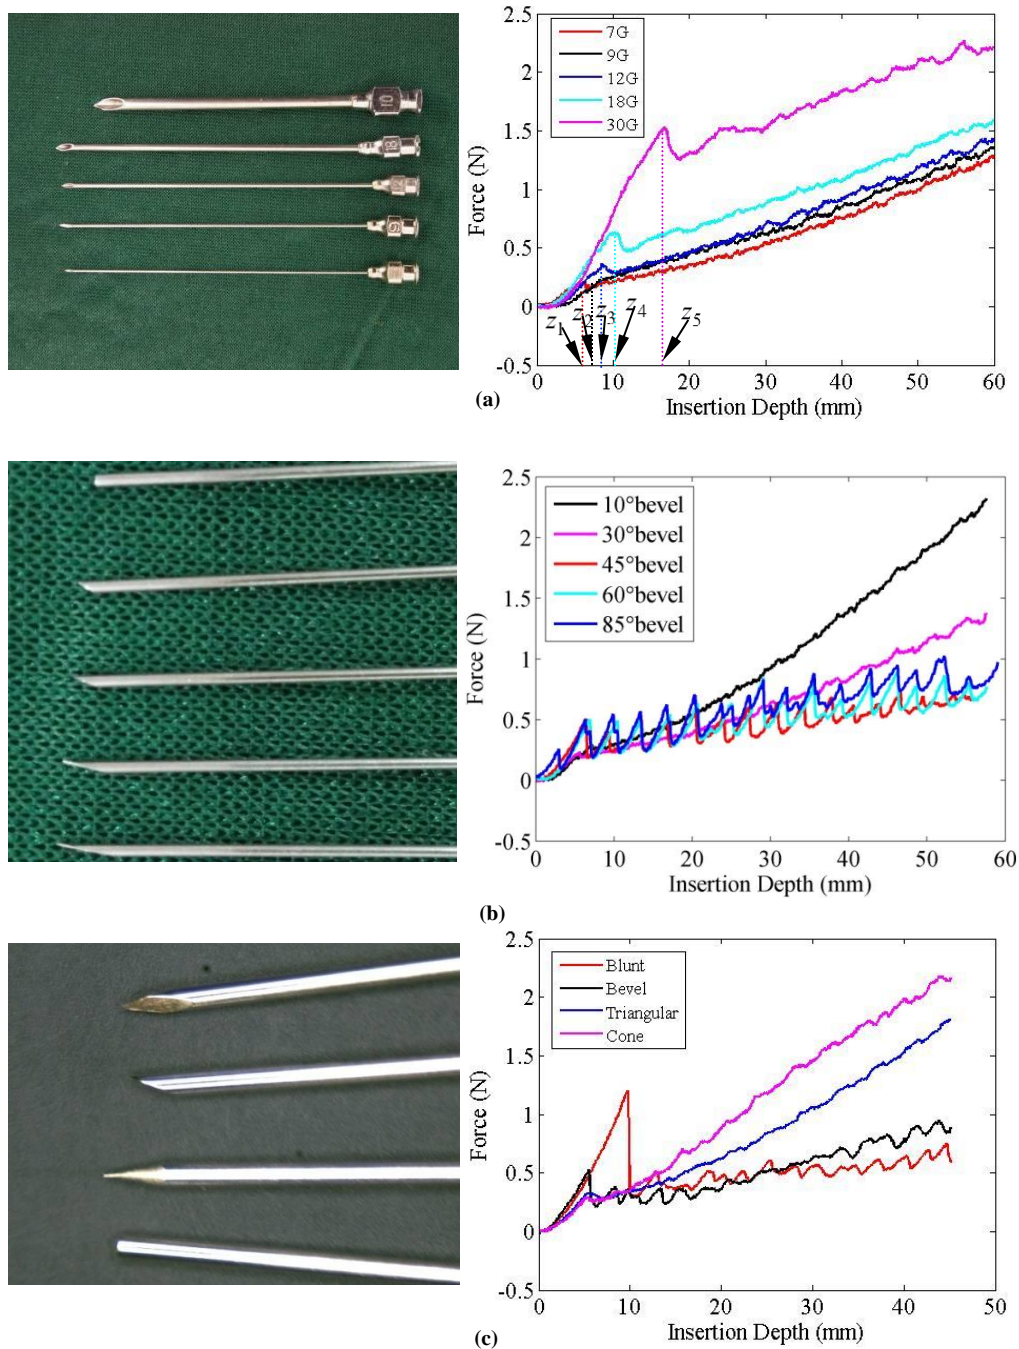 2.5
2
1.5
1
0.5
0
-0.5
Force (N)
7G
9G
12G
18G
30G
z1
z2
z3
z4
z5
0 10 20 30 40 50 60
Insertion Depth (mm)
10
18
12
9
(a)
2.5
2
1.5
1
0.5
0
-0.5
Force (N)
10°bevel
30°bevel
45°bevel
60°bevel
85°bevel
0 10 20 30 40 50 60
Insertion Depth (mm)
(b)
2.5
2
1.5
1
0.5
0
-0.5
Force (N)
Blunt
Bevel
Triangular
Cone
0 10 20 30 40 50
Insertion Depth (mm)
(c)